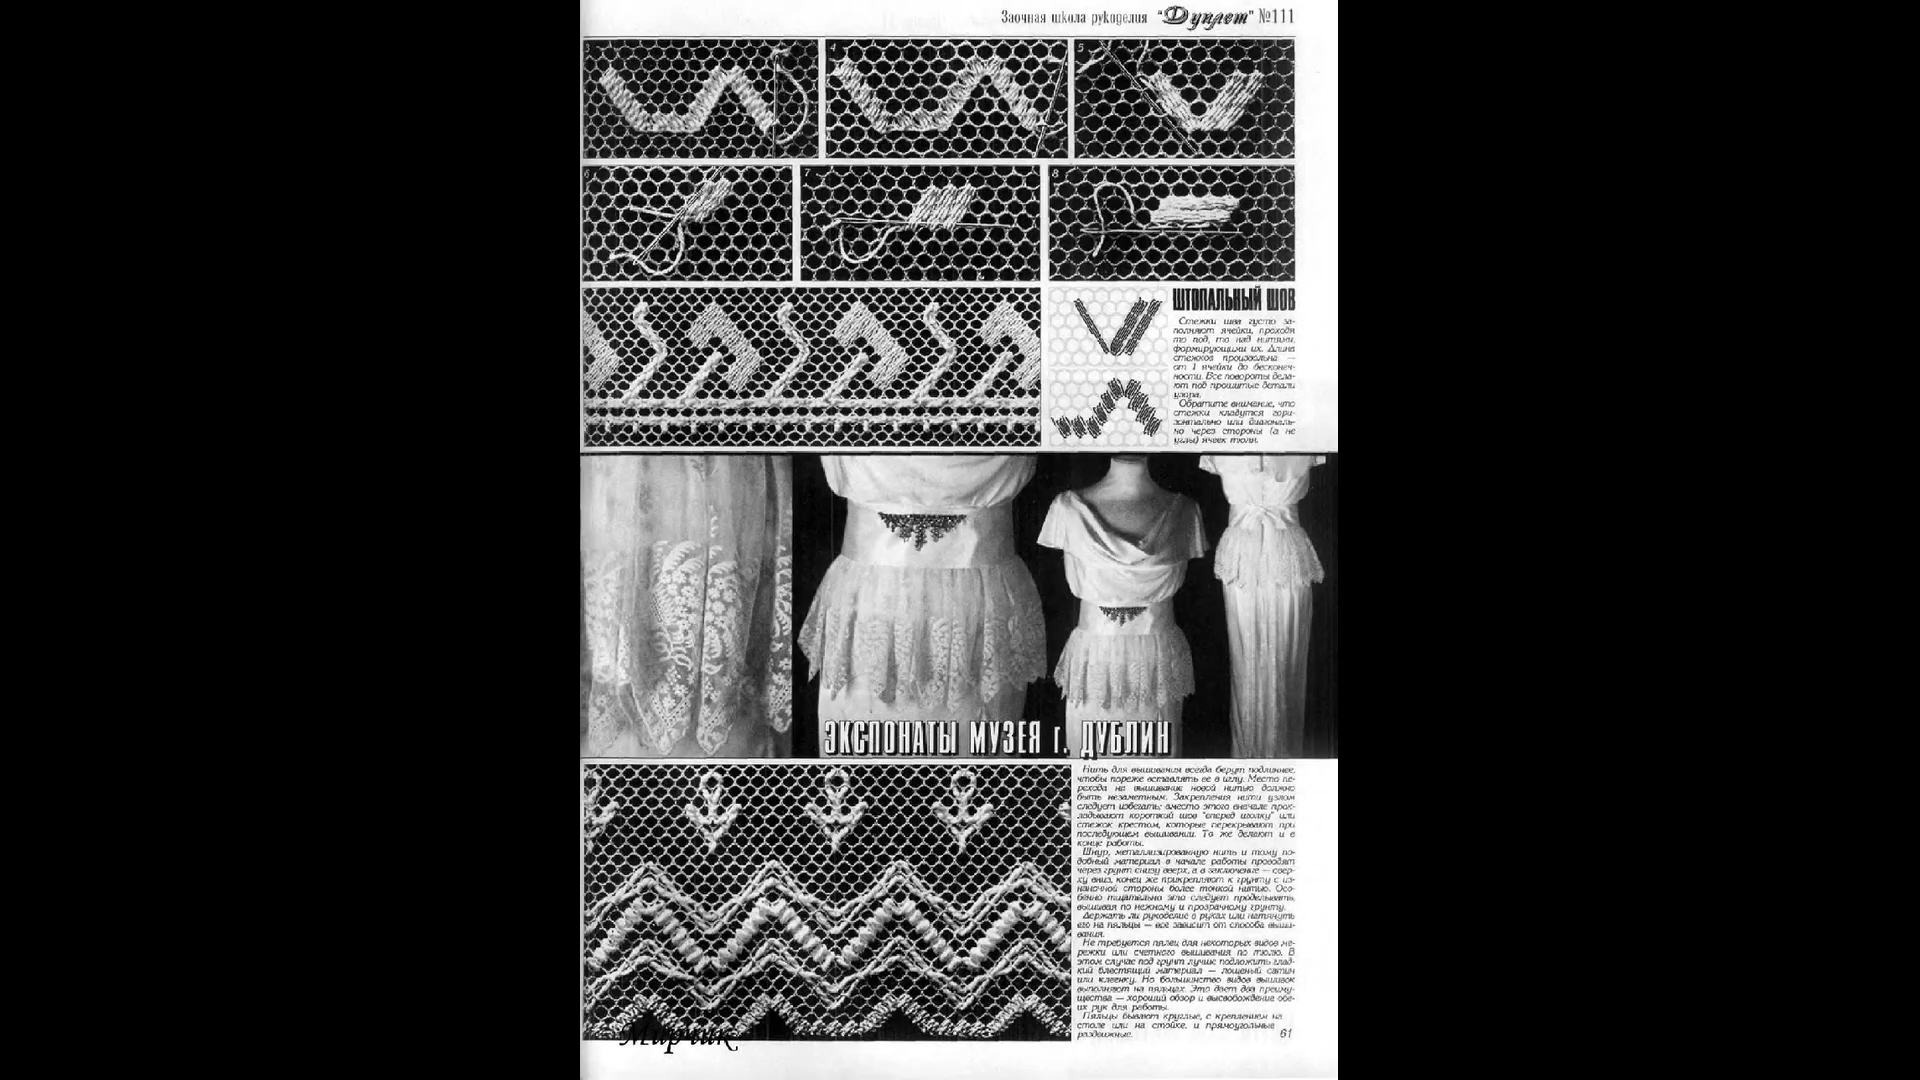 Заочная школа рукоделия "Дуплет" №111
3
4
5
6
7
8
ШТОПАЛЬНЫЙ ШОВ
Стежки шва густо за-
полняют ячейки, проходя
то под, то над нитями,
формирующими их. Длина
стежков произвольна —
от 1 ячейки до бесконеч-
ности. Все повороты дела-
ют под прошитые детали
узора.
Обратите внимание, что
стежки кладутся гори-
зонтально или диагональ-
но через стороны (а не
углы) ячеек тюля.
ЭКСПОНАТЫ МУЗЕЯ г. ДУБЛИН
Нить для вышивания всегда берут подлиннее,
чтобы пореже вставлять ее в иглу. Место пе-
рехода на вышивание новой нитью должно
быть незаметным. Закрепления нити узлом
следует избегать: вместо этого вначале прок-
ладывают короткий шов "вперед иголку" или
стежок крестом, которые перекрывают при
последующем вышивании. То же делают и в
конце работы.
Шнур, металлизированную нить и тому по-
добный материал в начале работы проводят
через грунт снизу вверх, а в заключение — свер-
ху вниз, конец же прикрепляют к грунту с из-
наночной стороны более тонкой нитью. Осо-
бенно тщательно это следует проделывать,
вышивая по нежному и прозрачному грунту.
Держать ли рукоделие в руках или натянуть
его на пяльцы — все зависит от способа выши-
вания.
Не требуется пялец для некоторых видов ме-
режки или счетного вышивания по тюлю. В
этом случае под грунт лучше подложить глад-
кий блестящий материал — лощеный сатин
или клеенку. Но большинство видов вышивок
выполняют на пяльцах. Это дает два преиму-
щества — хороший обзор и высвобождение обе-
их рук для работы.
Пяльцы бывают круглые, с креплением на
столе или на стойке, и прямоугольные
раздвижные.
61
Мирчик